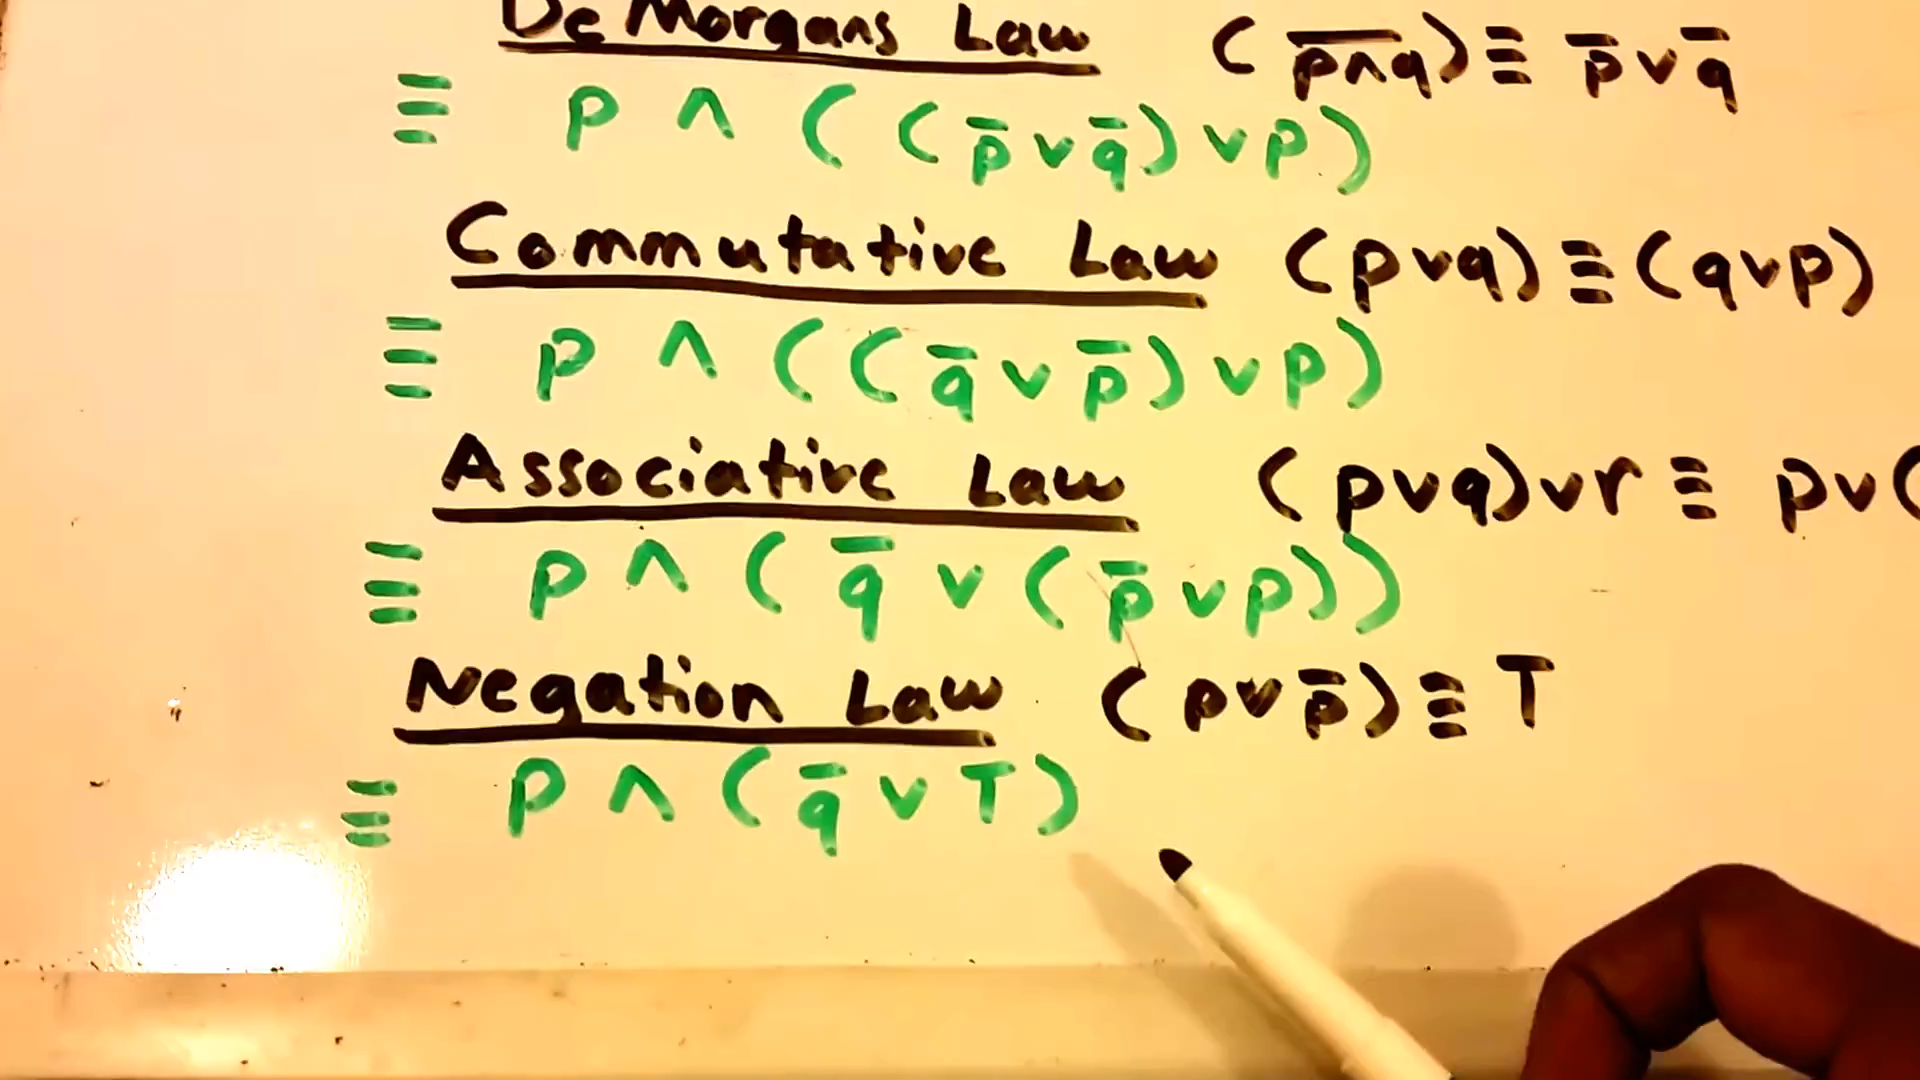 De Morgans Law (p̅∧̅q̅) ≡ p̅ ∨ q̅
≡ p ∧ ((p̅ ∨ q̅) ∨ p)
Commutative Law (p∨q) ≡ (q∨p)
≡ p ∧ ((q̅ ∨ p̅) ∨ p)
Associative Law (p∨q)∨r ≡ p∨(
≡ p ∧ (q̅ ∨ (p̅ ∨ p))
Negation Law (p∨p̅) ≡ T
≡ p ∧ (q̅ ∨ T)